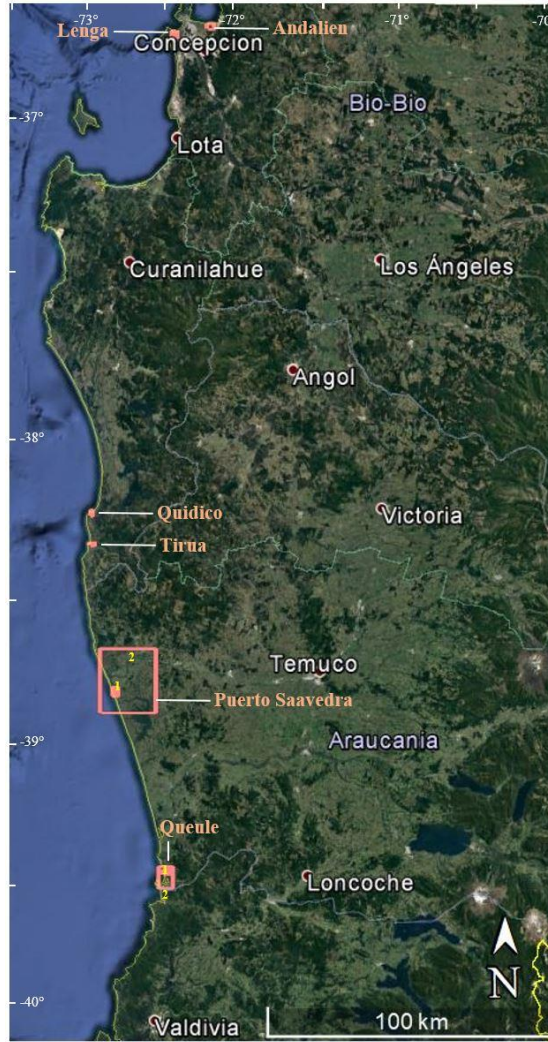 -73° -72° -71° -70
Lenga Andalien
Concepcion
Bio-Bio
-37°
Lota
Curanilahue Los Ángeles
Angol
-38°
Quidico Victoria
Tirua
2
Temuco
1
Puerto Saavedra
Araucania
-39°
Queule
1
Loncoche
2
N
-40°
100 km
Valdivia